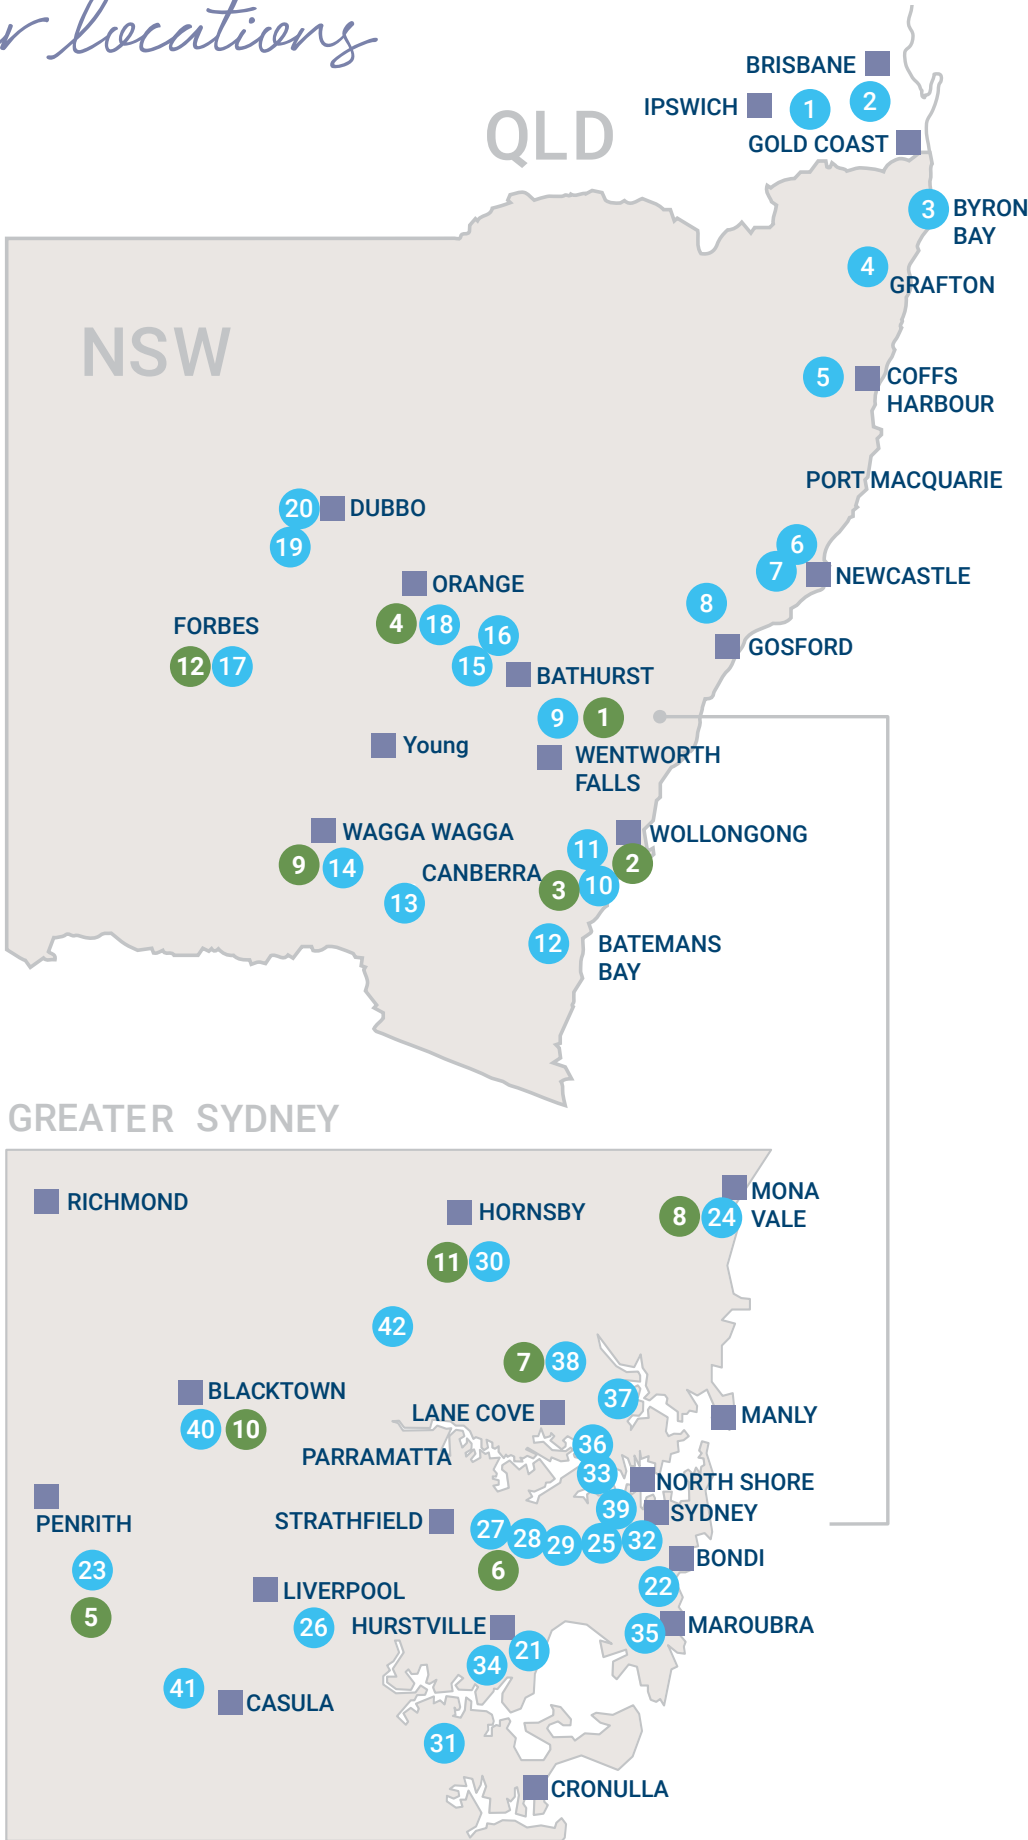 r locations
BRISBANE
IPSWICH
1
2
QLD
GOLD COAST
3
BYRON
BAY
4
GRAFTON
NSW
5
COFFS
HARBOUR
PORT MACQUARIE
20
DUBBO
19
6
7
NEWCASTLE
ORANGE
8
FORBES
4
18
16
GOSFORD
12
17
15
BATHURST
9
1
Young
WENTWORTH
FALLS
WAGGA WAGGA
WOLLONGONG
9
14
CANBERRA
11
2
3
10
13
12
BATEMANS
BAY
GREATER SYDNEY
RICHMOND
HORNSBY
MONA
VALE
8
24
11
30
42
7
38
BLACKTOWN
37
LANE COVE
MANLY
40
10
PARRAMATTA
36
33
NORTH SHORE
PENRITH
STRATHFIELD
39
SYDNEY
27
28
29
25
32
23
6
BONDI
5
LIVERPOOL
22
26
HURSTVILLE
35
MAROUBRA
34
21
41
CASULA
31
CRONULLA